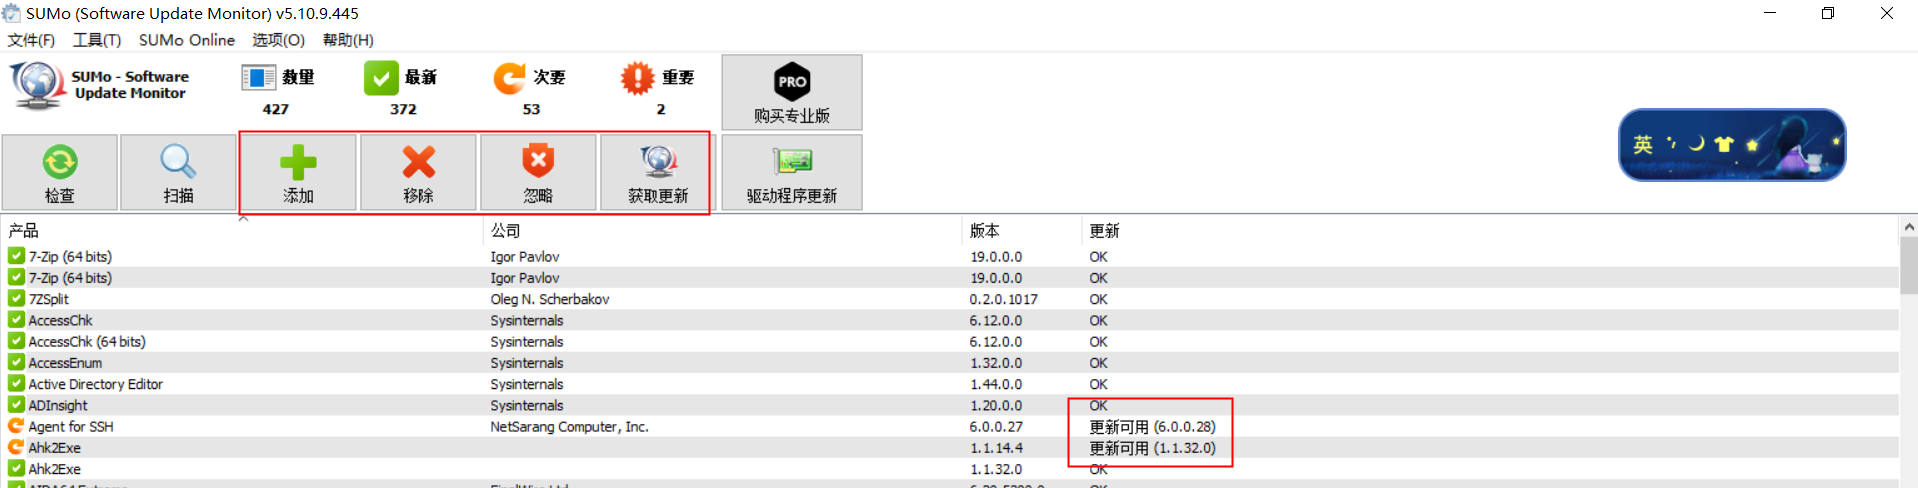 SUMo (Software Update Monitor) v5.10.9.445
文件(F) 工具(T) SUMo Online 选项(O) 帮助(H)
SUMo - Software Update Monitor
数量 427
最新 372
次要 53
重要 2
PRO
购买专业版
检查 扫描 添加 移除 忽略 获取更新 驱动程序更新
英
产品 公司 版本 更新
7-Zip (64 bits) Igor Pavlov 19.0.0.0 OK
7-Zip (64 bits) Igor Pavlov 19.0.0.0 OK
7ZSplit Oleg N. Scherbakov 0.2.0.1017 OK
AccessChk Sysinternals 6.12.0.0 OK
AccessChk (64 bits) Sysinternals 6.12.0.0 OK
AccessEnum Sysinternals 1.32.0.0 OK
Active Directory Editor Sysinternals 1.44.0.0 OK
ADInsight Sysinternals 1.20.0.0 OK
Agent for SSH NetSarang Computer, Inc. 6.0.0.27 更新可用 (6.0.0.28)
Ahk2Exe 1.1.14.4 更新可用 (1.1.32.0)
Ahk2Exe 1.1.32.0 OK